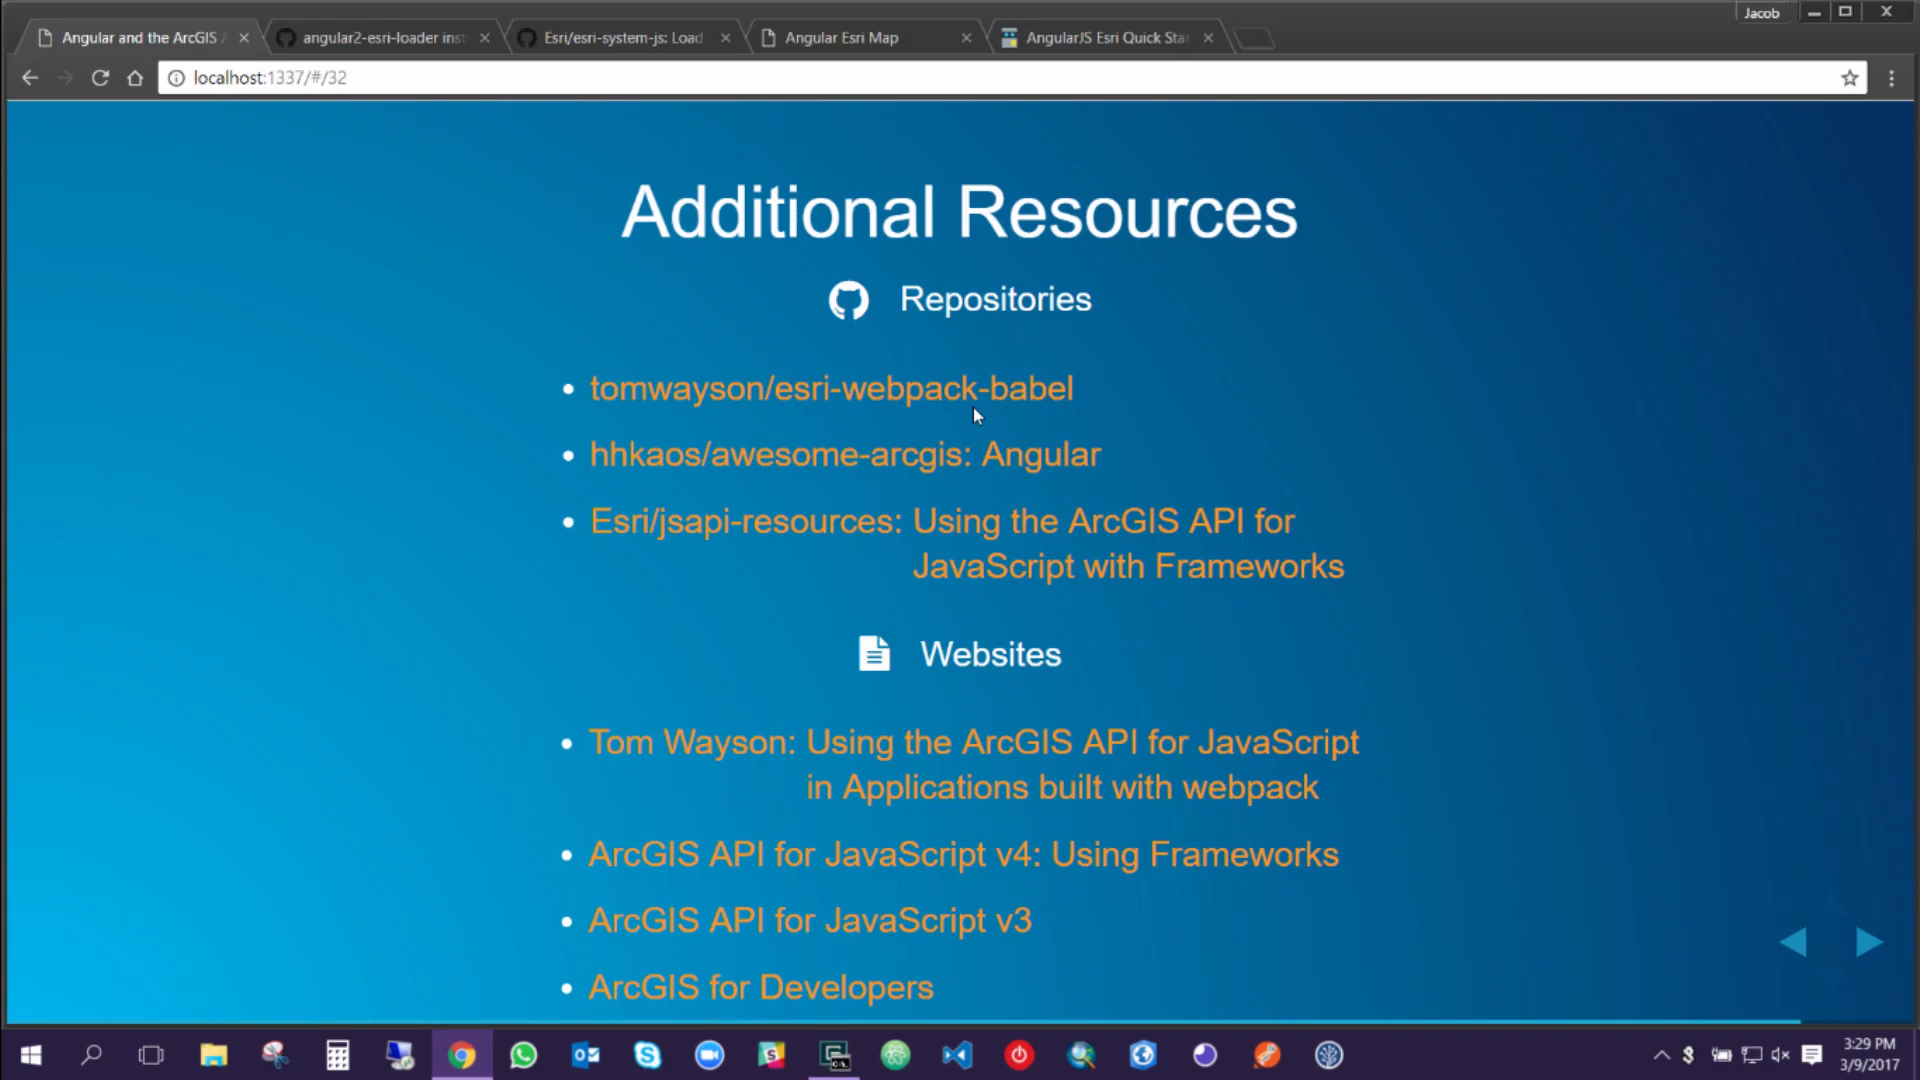 Jacob
Angular and the ArcGIS A
angular2-esri-loader inst
Esri/esri-system-js: Load
Angular Esri Map
AngularJS Esri Quick Star
localhost:1337/#/32
Additional Resources
Repositories
• tomwayson/esri-webpack-babel
• hhkaos/awesome-arcgis: Angular
• Esri/jsapi-resources: Using the ArcGIS API for
JavaScript with Frameworks
Websites
• Tom Wayson: Using the ArcGIS API for JavaScript
in Applications built with webpack
• ArcGIS API for JavaScript v4: Using Frameworks
• ArcGIS API for JavaScript v3
• ArcGIS for Developers
3:29 PM
3/9/2017